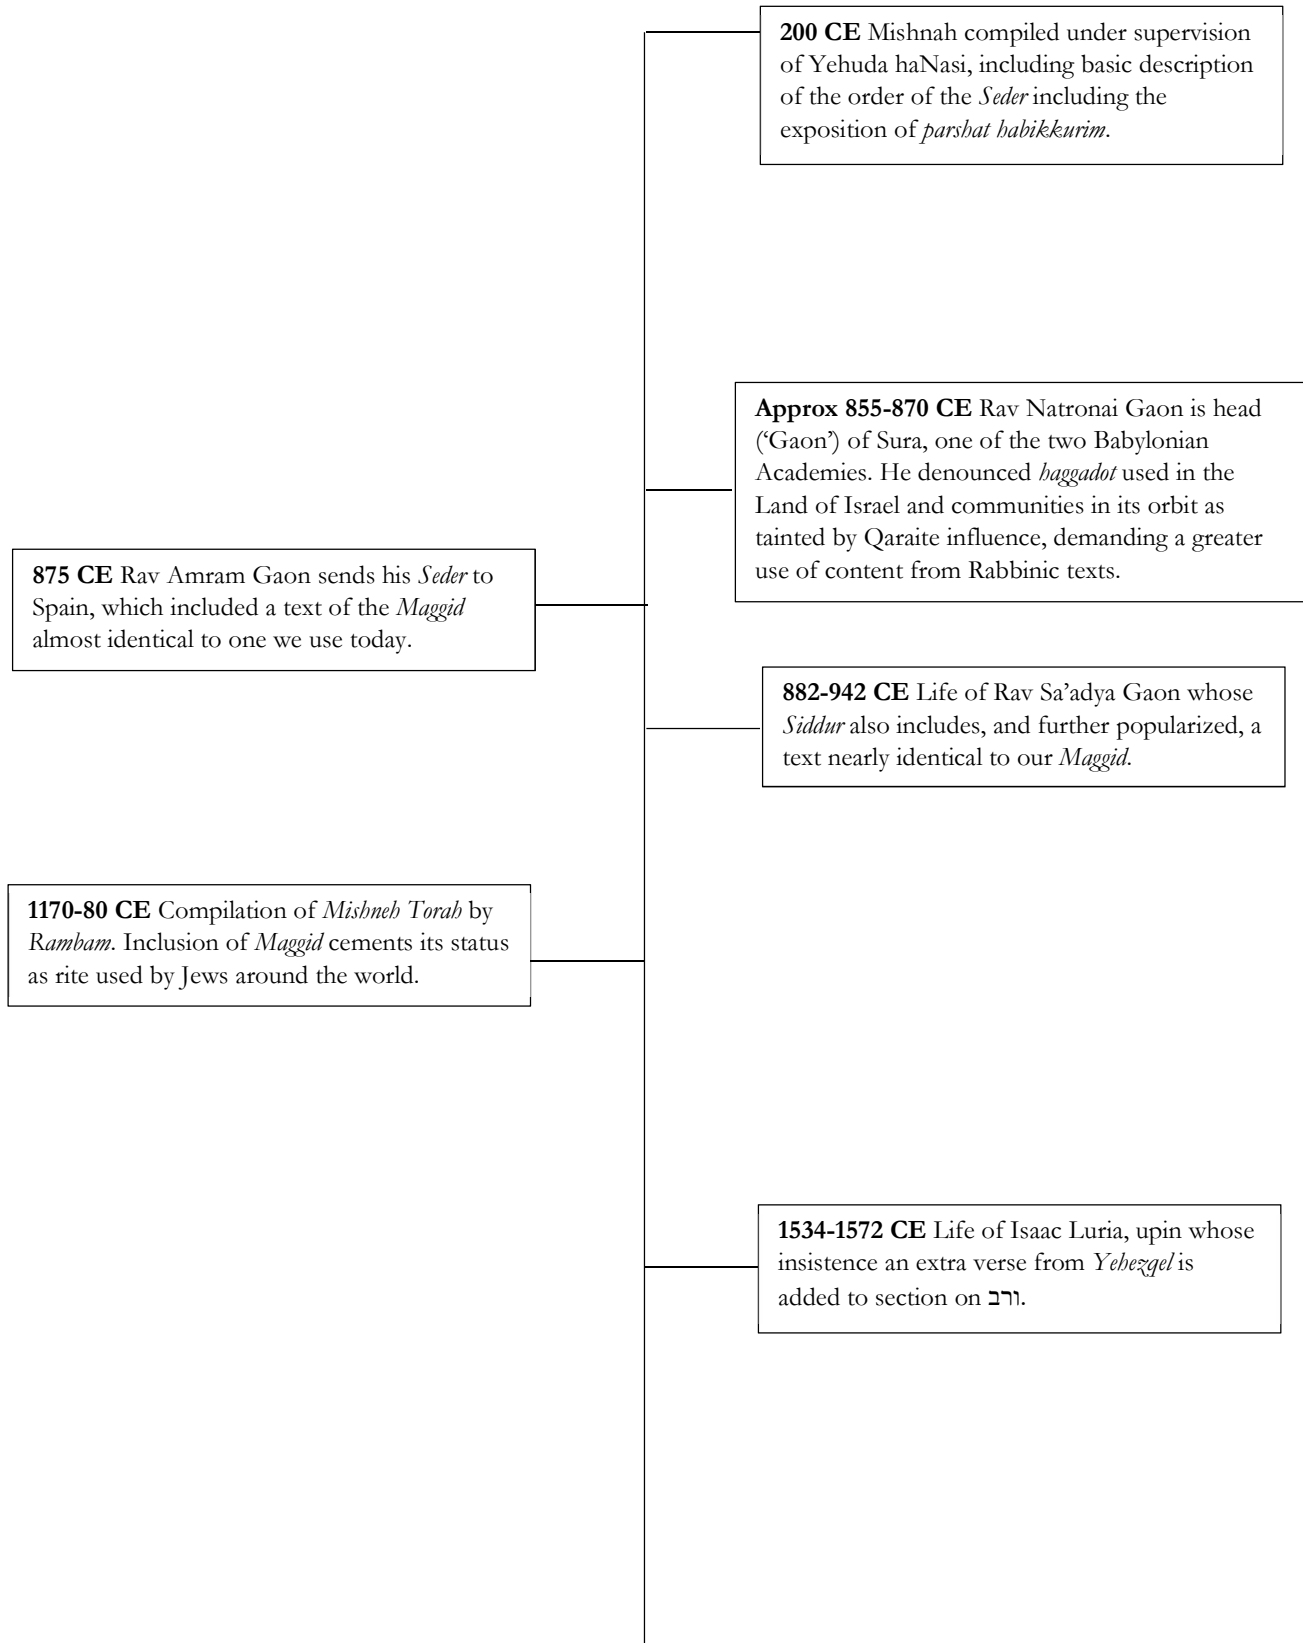 200 CE Mishnah compiled under supervision
of Yehuda haNasi, including basic description
of the order of the Seder including the
exposition of parshat habikkurim.
Approx 855-870 CE Rav Natronai Gaon is head
(‘Gaon’) of Sura, one of the two Babylonian
Academies. He denounced haggadot used in the
Land of Israel and communities in its orbit as
tainted by Qaraite influence, demanding a greater
use of content from Rabbinic texts.
875 CE Rav Amram Gaon sends his Seder to
Spain, which included a text of the Maggid
almost identical to one we use today.
882-942 CE Life of Rav Sa’adya Gaon whose
Siddur also includes, and further popularized, a
text nearly identical to our Maggid.
1170-80 CE Compilation of Mishneh Torah by
Rambam. Inclusion of Maggid cements its status
as rite used by Jews around the world.
1534-1572 CE Life of Isaac Luria, upin whose
insistence an extra verse from Yehezqel is
added to section on ורב.